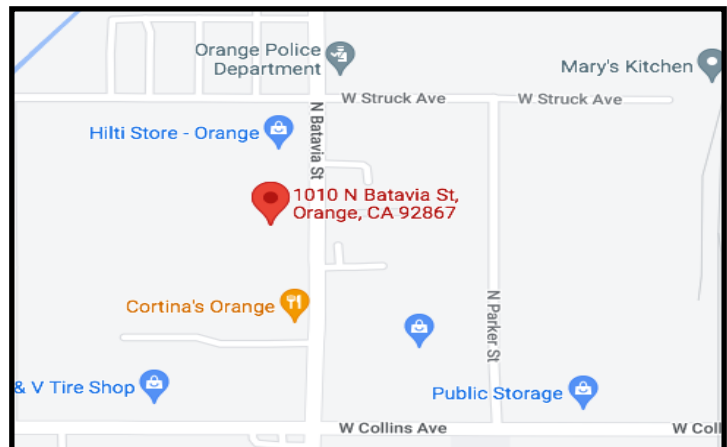 Orange Police
Department
Mary's Kitchen
W Struck Ave
W Struck Ave
Hilti Store - Orange
N Batavia St
1010 N Batavia St,
Orange, CA 92867
Cortina's Orange
N Parker St
& V Tire Shop
Public Storage
W Collins Ave
W Coll